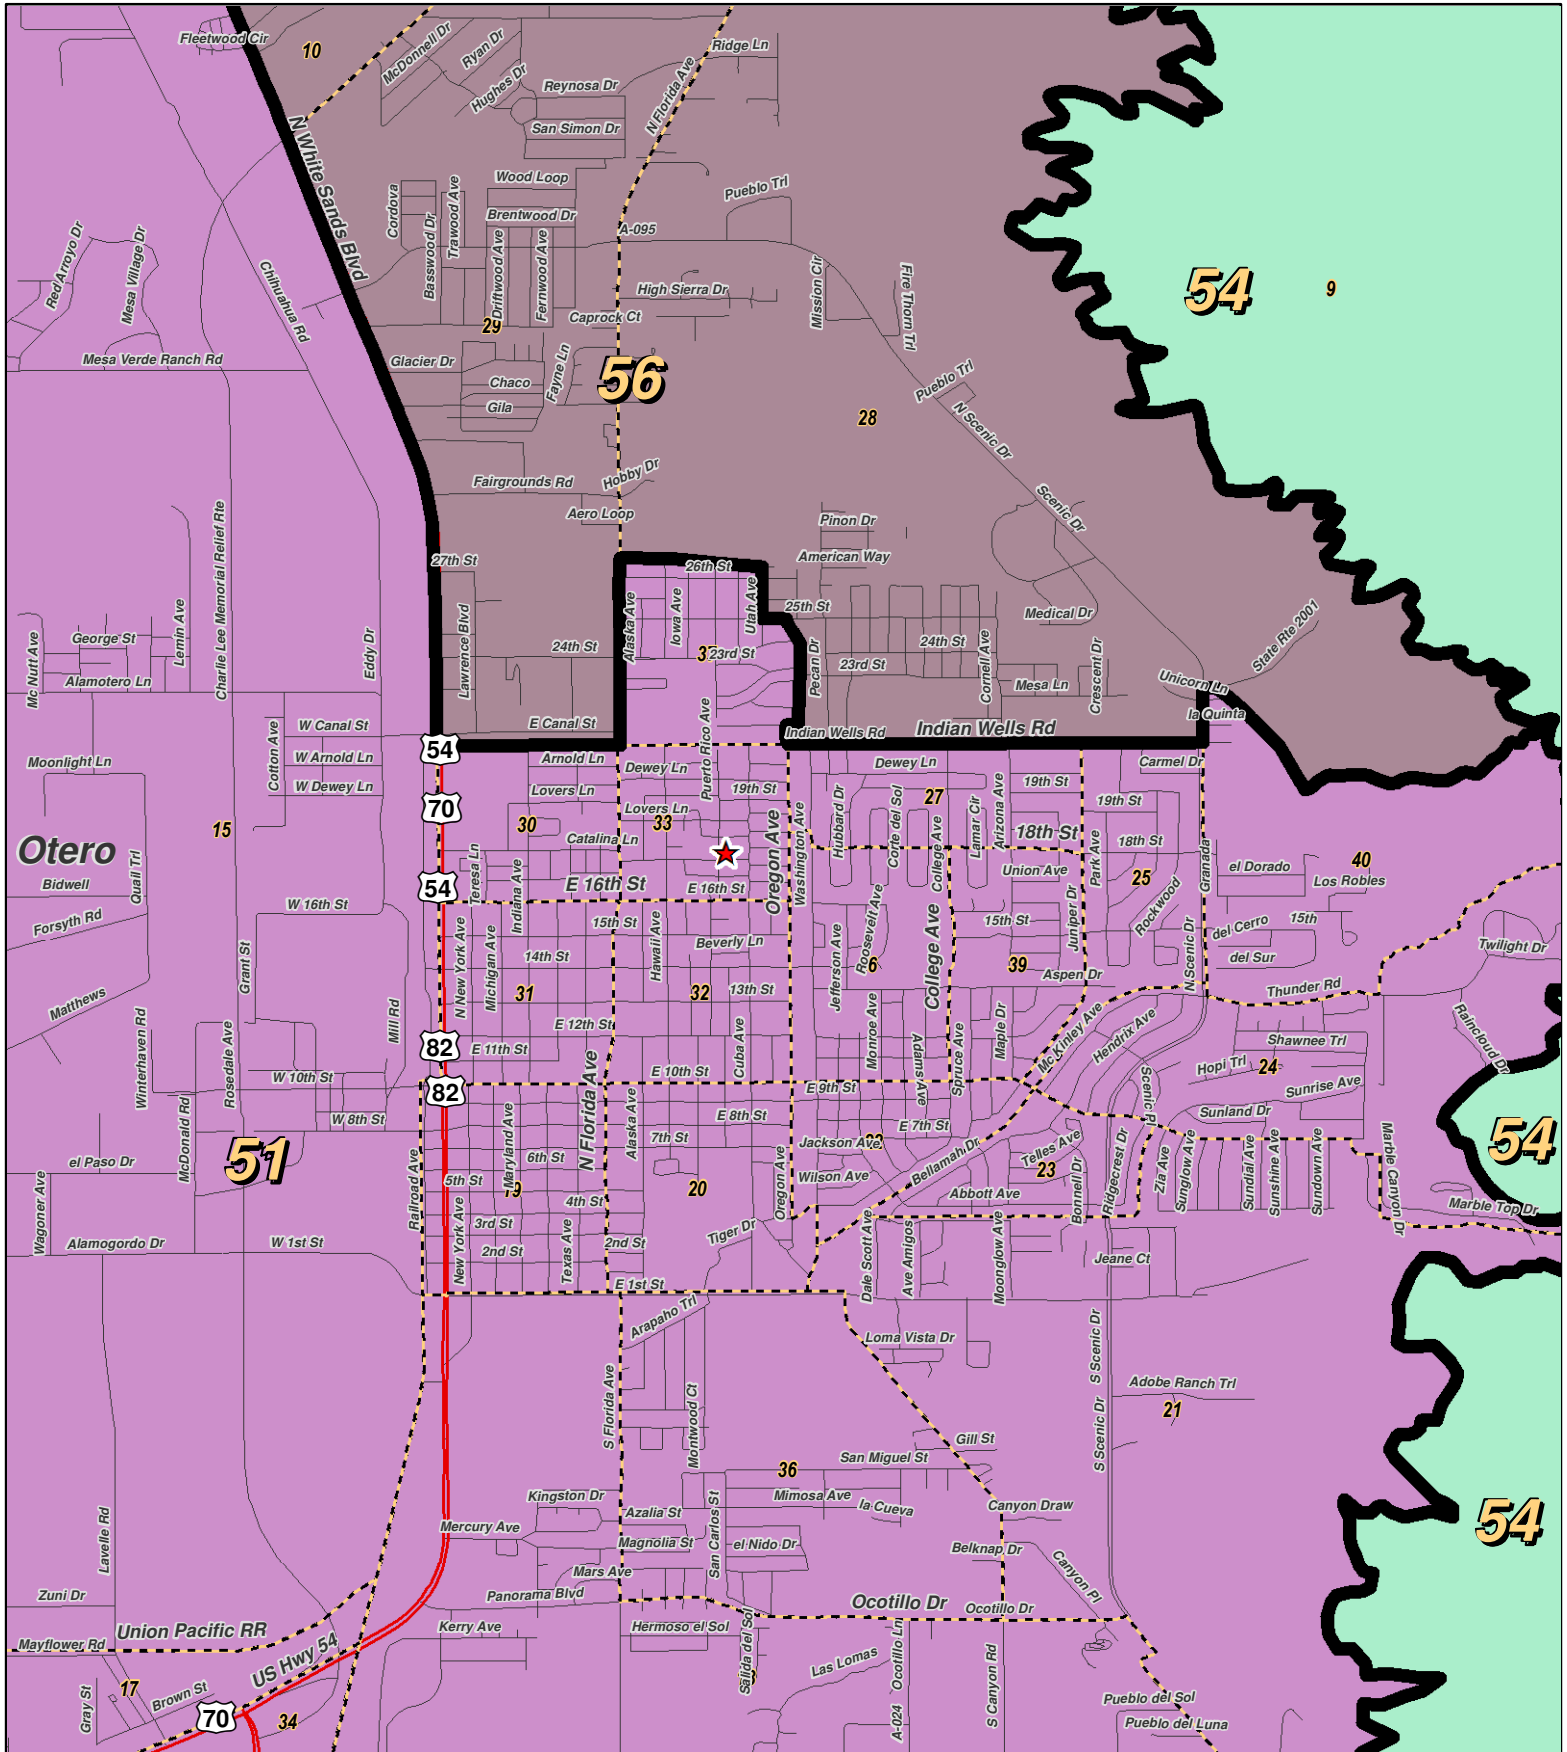 Fleetwood Cir
10
McDonnell Dr
Ryan Dr
Hughes Dr
Ridge Ln
Reynosa Dr
N Florida Ave
San Simon Dr
N White Sands Blvd
Wood Loop
Pueblo Trl
Cordova
Basswood Dr
Trawood Ave
Brentwood Dr
A-095
Driftwood Ave
Fernwood Ave
Red Arroyo Dr
Mesa Village Dr
Chihuahua Rd
High Sierra Dr
Mission Cir
Fire Thorn Trl
54
9
Caprock Ct
29
Mesa Verde Ranch Rd
Glacier Dr
Fayne Ln
Chaco
Gila
56
Pueblo Trl
28
N Scenic Dr
Fairgrounds Rd
Hobby Dr
Scenic Dr
Aero Loop
Pinon Dr
American Way
27th St
26th St
Charlie Lee Memorial Relief Rte
Alaska Ave
Iowa Ave
Utah Ave
25th St
Medical Dr
State Rte 2001
Mc Nutt Ave
George St
Lemin Ave
Eddy Dr
Lawrence Blvd
24th St
23rd St
Pecan Dr
24th St
23rd St
Cornell Ave
Crescent Dr
Alamotero Ln
Mesa Ln
Unicorn Ln
la Quinta
W Canal St
E Canal St
Puerto Rico Ave
Indian Wells Rd
Indian Wells Rd
54
Moonlight Ln
Cotton Ave
W Arnold Ln
Arnold Ln
Dewey Ln
Dewey Ln
Carmel Dr
W Dewey Ln
Lovers Ln
19th St
19th St
19th St
70
Lovers Ln
33
30
27
Hubbard Dr
Corte del Sol
College Ave
Lamar Cir
Arizona Ave
15
Otero
Catalina Ln
Oregon Ave
Washington Ave
18th St
Park Ave
18th St
Granada
el Dorado
40
Los Robles
Bidwell
Quail Trl
54
Teresa Ln
Indiana Ave
E 16th St
E 16th St
Union Ave
25
Rockwood
Forsyth Rd
W 16th St
15th St
Roosevelt Ave
15th St
Juniper Dr
del Cerro
15th
Twilight Dr
Grant St
N New York Ave
Michigan Ave
14th St
Hawaii Ave
Beverly Ln
Jefferson Ave
6
College Ave
39
Aspen Dr
N Scenic Dr
del Sur
Matthews
31
32
13th St
Thunder Rd
Winterhaven Rd
Rosedale Ave
Mill Rd
E 12th St
82
E 11th St
Cuba Ave
Monroe Ave
Adams Ave
Spruce Ave
Maple Dr
Mc Kinley Ave
Hendrix Ave
Shawnee Trl
Raincloud Dr
Hopi Trl
24
W 10th St
82
E 10th St
E 9th St
Scenic Pl
Sunrise Ave
McDonald Rd
W 8th St
Maryland Ave
N Florida Ave
Alaska Ave
E 8th St
E 7th St
Sunland Dr
51
7th St
Jackson Ave
Telles Ave
23
54
el Paso Dr
6th St
Oregon Ave
Wilson Ave
Bellamah Dr
Bonnell Dr
Ridgecrest Dr
Zia Ave
Sunglow Ave
Sundial Ave
Sunshine Ave
Sundown Ave
Marble Canyon Dr
Wagoner Ave
Railroad Ave
5th St
19
4th St
20
Abbott Ave
Marble Top Dr
Alamogordo Dr
W 1st St
New York Ave
3rd St
2nd St
Texas Ave
2nd St
Tiger Dr
Dale Scott Ave
Ave Amigos
Moonglow Ave
Jeane Ct
E 1st St
Arapaho Trl
Loma Vista Dr
S Scenic Dr
S Florida Ave
Montwood Ct
Adobe Ranch Trl
21
S Scenic Dr
Gill St
36
San Miguel St
Lavelle Rd
Kingston Dr
Azalia St
San Carlos St
Mimosa Ave
la Cueva
Canyon Draw
54
Mercury Ave
Magnolia St
el Nido Dr
Belknap Dr
Canyon Pl
Mars Ave
Zuni Dr
Panorama Blvd
Ocotillo Dr
Ocotillo Dr
Mayflower Rd
Union Pacific RR
Kerry Ave
Hermoso el Sol
Salida del Sol
US Hwy 54
Las Lomas
Ocotillo Ln
S Canyon Rd
17
Gray St
Brown St
70
34
A-024
Pueblo del Sol
Pueblo del Luna